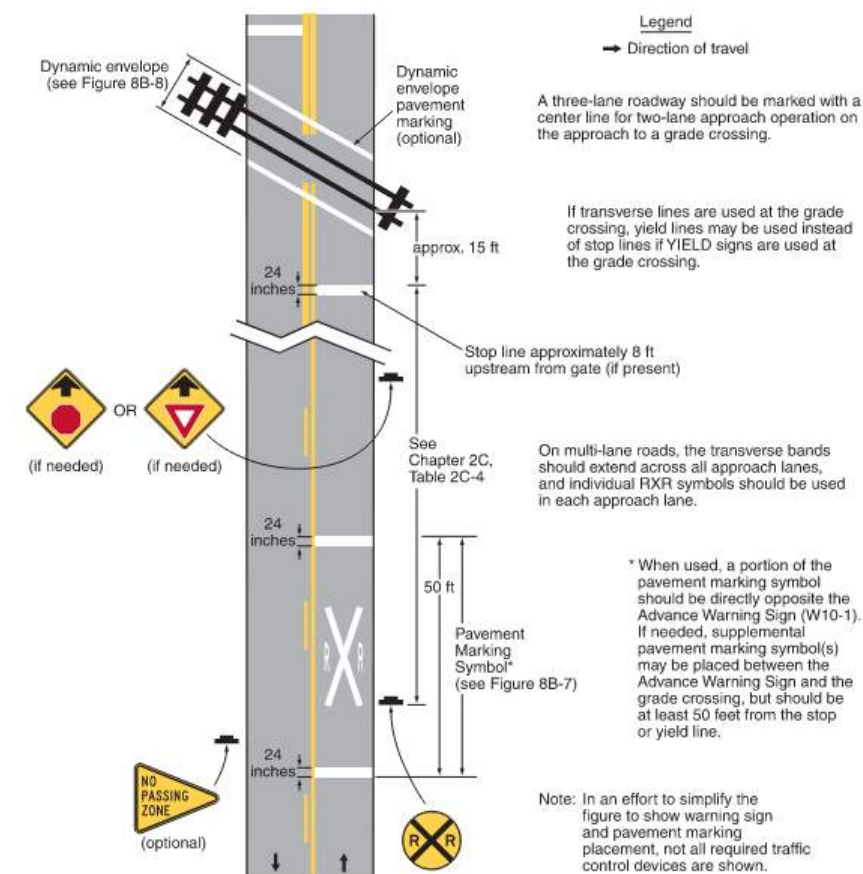 Legend
Direction of travel
Dynamic envelope
(see Figure 8B-8)
Dynamic
envelope
pavement
marking
(optional)
A three-lane roadway should be marked with a
center line for two-lane approach operation on
the approach to a grade crossing.
If transverse lines are used at the grade
crossing, yield lines may be used instead
of stop lines if YIELD signs are used at
the grade crossing.
approx. 15 ft
24
inches
Stop line approximately 8 ft
upstream from gate (if present)
OR
(if needed)
(if needed)
See
Chapter 2C,
Table 2C-4
On multi-lane roads, the transverse bands
should extend across all approach lanes,
and individual RXR symbols should be used
in each approach lane.
24
inches
50 ft
R R
Pavement
Marking
Symbol*
(see Figure 8B-7)
* When used, a portion of the
pavement marking symbol
should be directly opposite the
Advance Warning Sign (W10-1).
If needed, supplemental
pavement marking symbol(s)
may be placed between the
Advance Warning Sign and the
grade crossing, but should be
at least 50 feet from the stop
or yield line.
24
inches
NO
PASSING
ZONE
(optional)
R R
Note: In an effort to simplify the
figure to show warning sign
and pavement marking
placement, not all required traffic
control devices are shown.